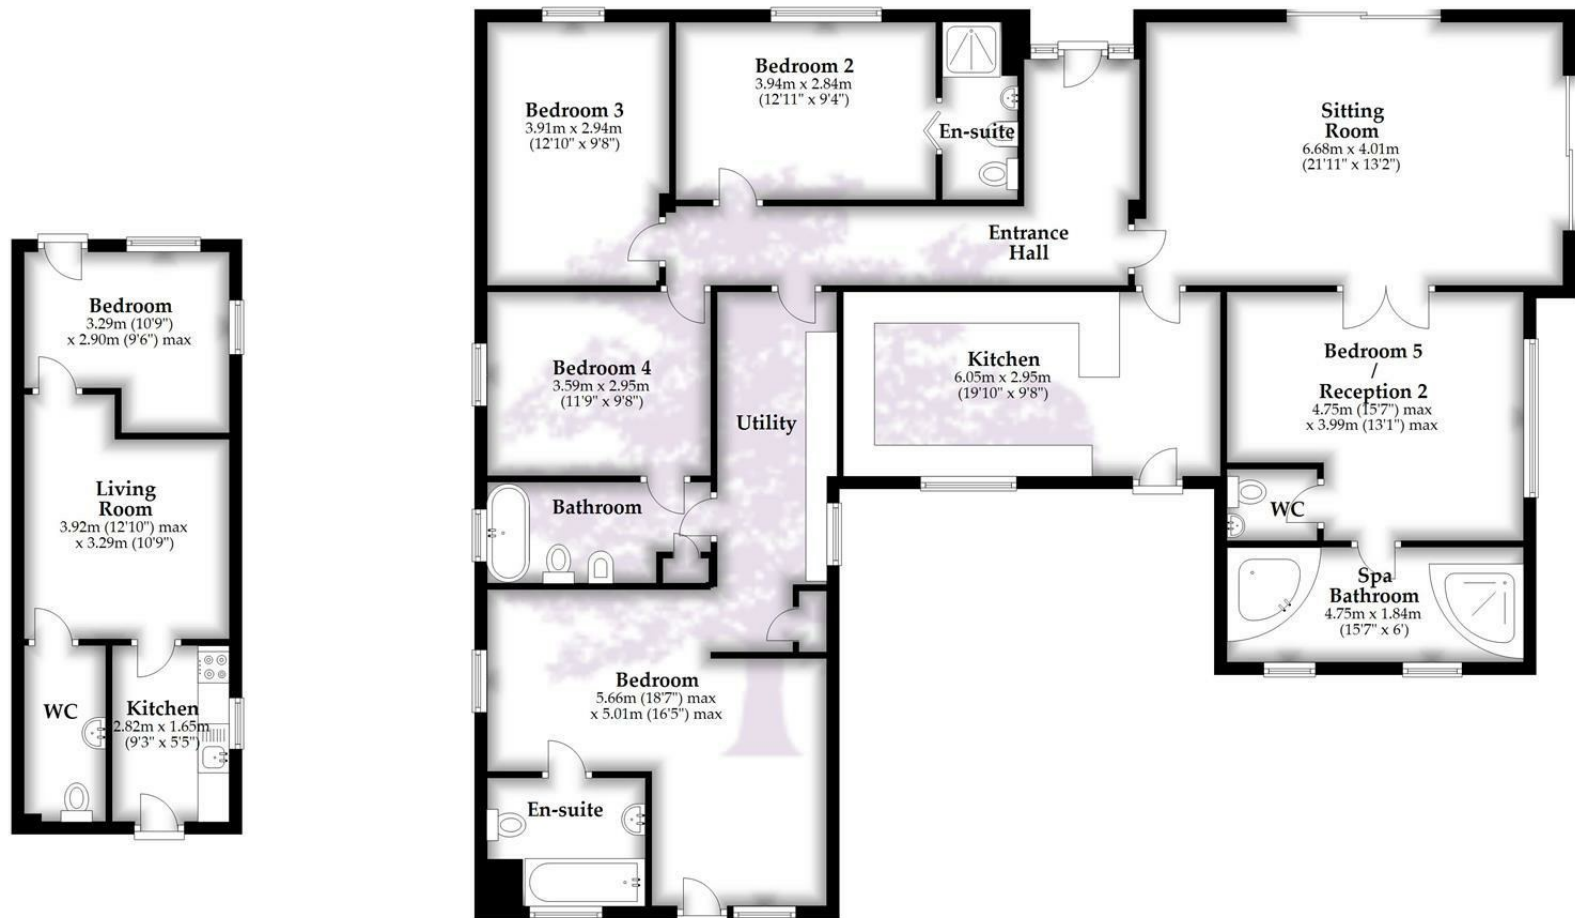 Bedroom
3.29m (10'9")
x 2.90m (9'6") max
Living
Room
3.92m (12'10") max
x 3.29m (10'9")
WC
Kitchen
2.82m x 1.65m
(9'3" x 5'5")
Bedroom 3
3.91m x 2.94m
(12'10" x 9'8")
Bedroom 2
3.94m x 2.84m
(12'11" x 9'4")
En-suite
Sitting
Room
6.68m x 4.01m
(21'11" x 13'2")
Entrance
Hall
Bedroom 4
3.59m x 2.95m
(11'9" x 9'8")
Utility
Kitchen
6.05m x 2.95m
(19'10" x 9'8")
Bedroom 5
/
Reception 2
4.75m (15'7") max
x 3.99m (13'1") max
Bathroom
WC
Spa
Bathroom
4.75m x 1.84m
(15'7" x 6')
Bedroom
5.66m (18'7") max
x 5.01m (16'5") max
En-suite